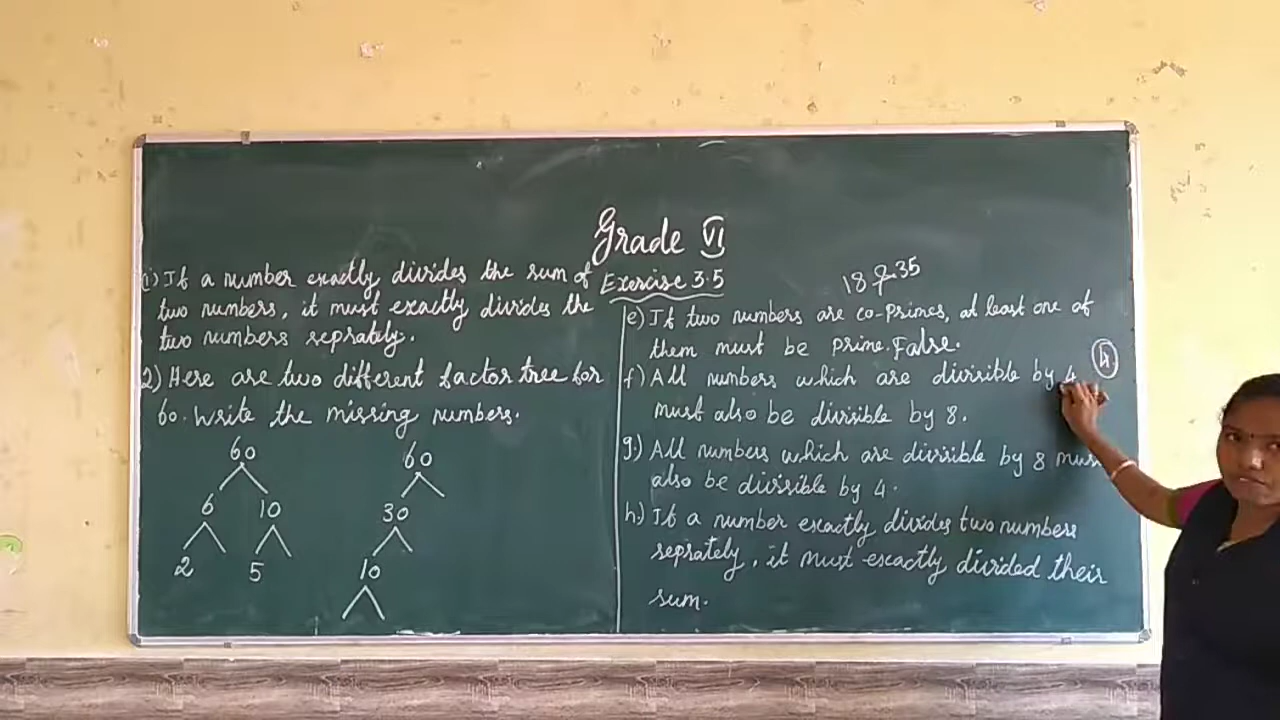 Grade VI
Exercise 3.5
(i) If a number exactly divides the sum of
two numbers, it must exactly divides the
two numbers seprately.
2) Here are two different factor tree for
60. Write the missing numbers.
60
6 10
2 5
60
30
10
18 & 35
e) If two numbers are co-primes, at least one of
them must be prime. False.
f) All numbers which are divisible by 4
must also be divisible by 8.
g.) All numbers which are divisible by 8 must
also be divisible by 4.
h.) If a number exactly divides two numbers
seprately, it must exactly divided their
sum.